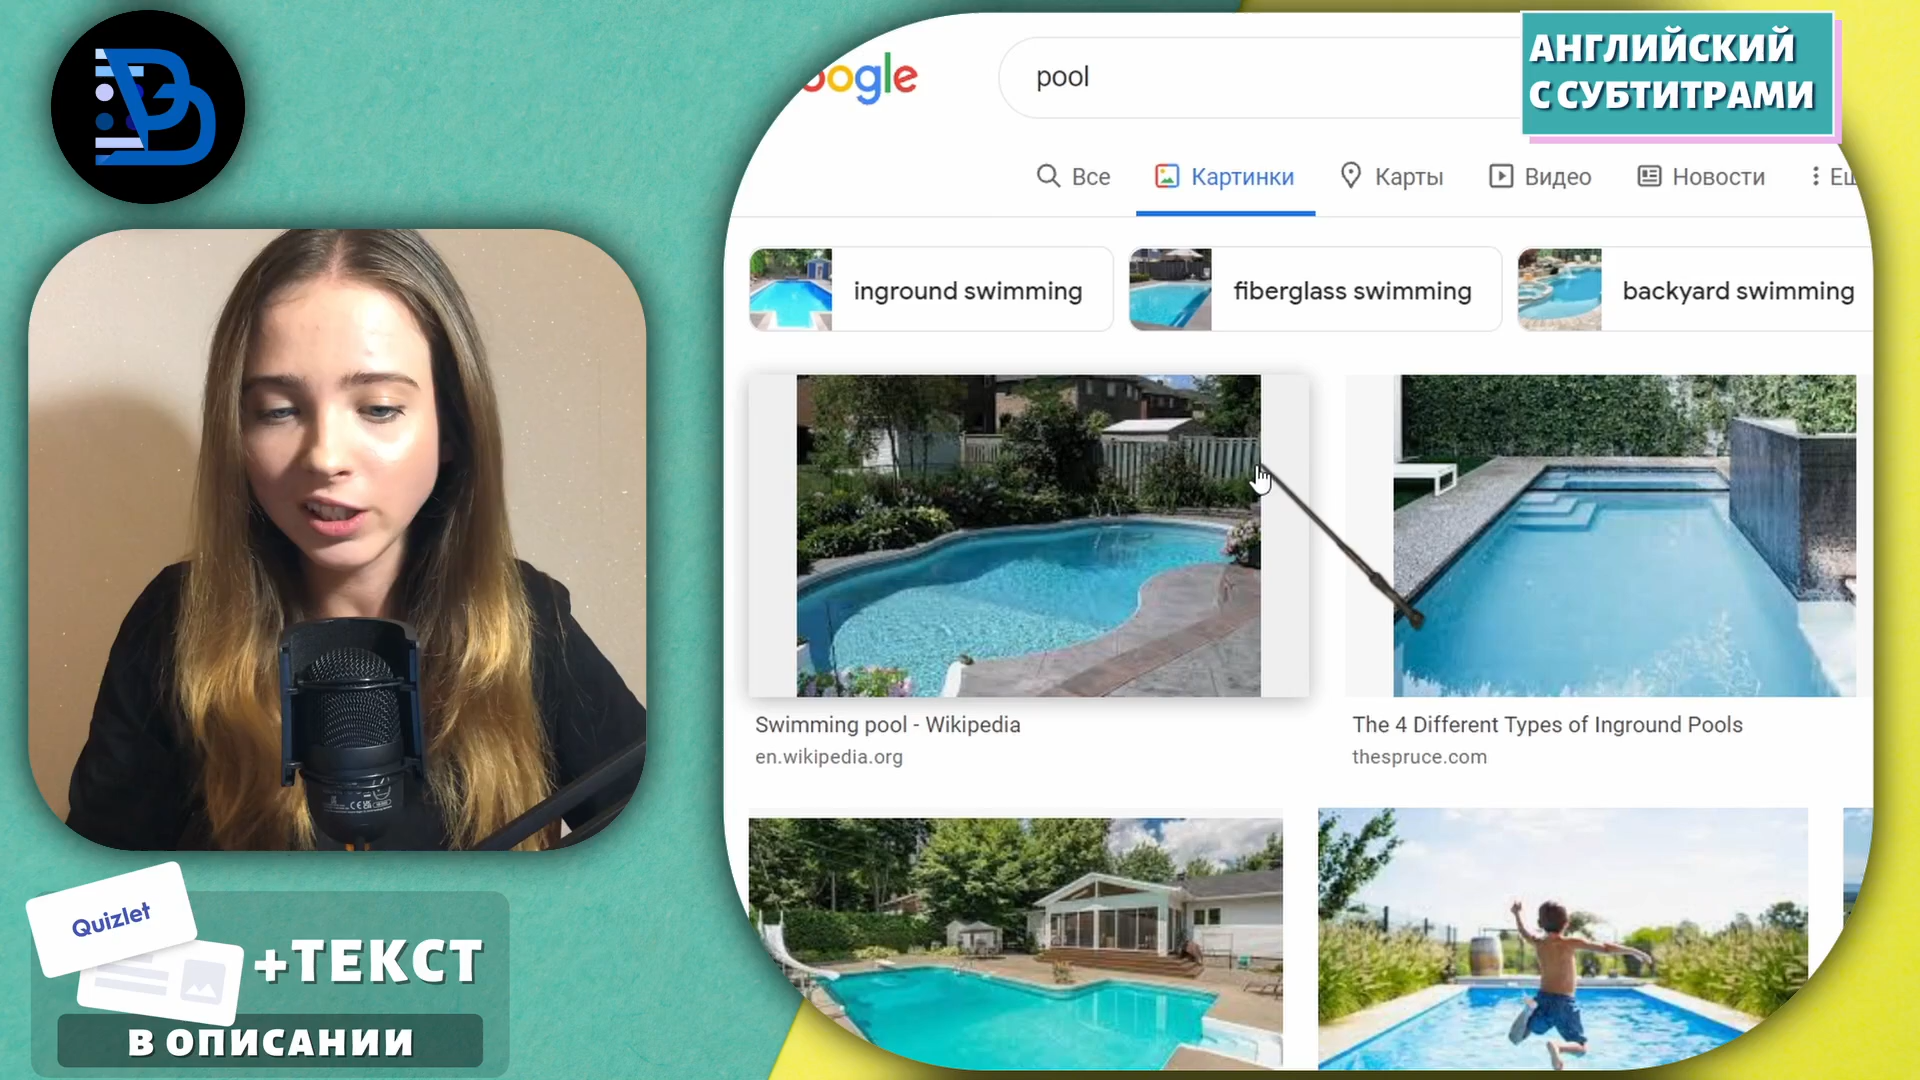 oogle
pool
АНГЛИЙСКИЙ
С СУБТИТРАМИ
Все
Картинки
Карты
Видео
Новости
inground swimming
fiberglass swimming
backyard swimming
Swimming pool - Wikipedia
en.wikipedia.org
The 4 Different Types of Inground Pools
thespruce.com
Quizlet
+ТЕКСТ
В ОПИСАНИИ